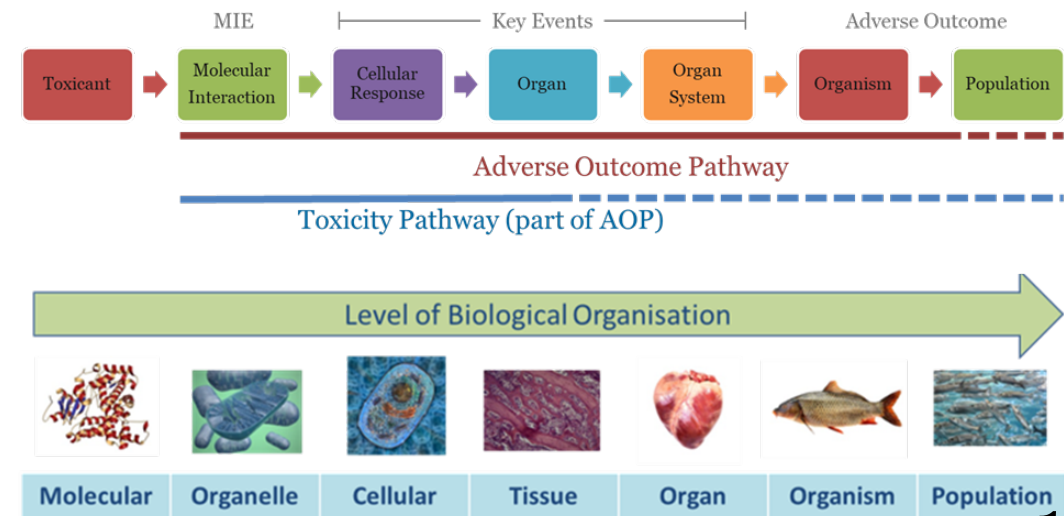 MIE
Key Events
Adverse Outcome
Toxicant
Molecular
Interaction
Cellular
Response
Organ
Organ
System
Organism
Population
Adverse Outcome Pathway
Toxicity Pathway (part of AOP)
Level of Biological Organisation
Molecular
Organelle
Cellular
Tissue
Organ
Organism
Population